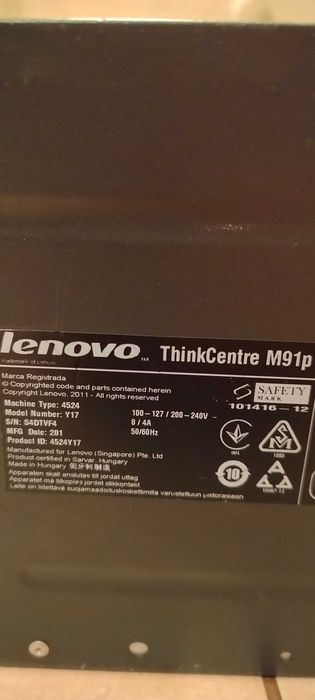 lenovo ThinkCentre M91p
Trademark of Lenovo
Marca Registrada
© Copyrighted code and parts contained herein
Copyright Lenovo, 2011 - All rights reserved
Machine Type: 4524
Model Number: Y17 100 - 127 / 200 - 240V ~
S/N: S4DTVF4 8 / 4A
MFG Date: 201 50/60Hz
Product ID: 4524Y17
Manufactured for Lenovo (Singapore) Pte. Ltd
Product certified in Sarvar, Hungary
Made in Hungary 匈牙利制造
Apparaten skall anslutas till jordat uttag
Apparatet må tilkoples jordet stikkontakt
Laite on liitettävä suojamaadoituskoskettimilla varustettuun pistorasiaan
S SAFETY
MARK
101416 - 12
10